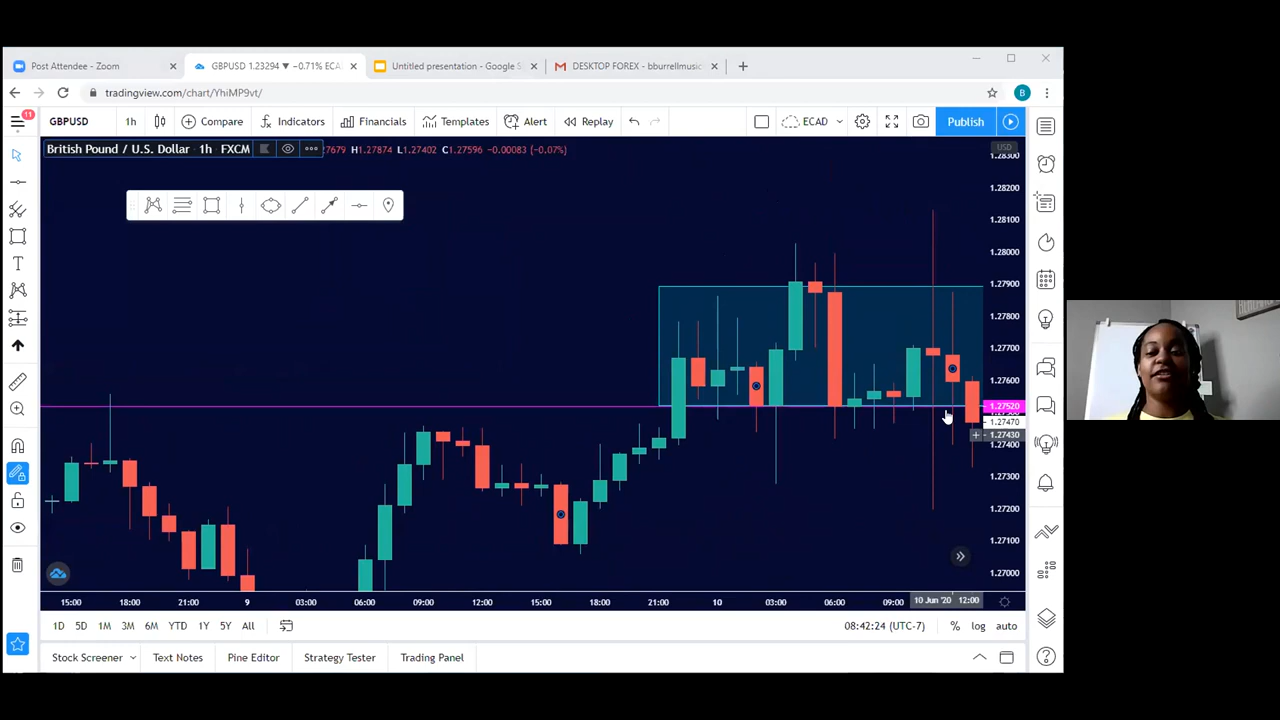 Post Attendee - Zoom
GBPUSD 1.23294 ▼ −0.71% ECA
Untitled presentation - Google S
DESKTOP FOREX - bburrellmusic
tradingview.com/chart/YhiMP9vt/
B
11
GBPUSD 1h Compare Indicators Financials Templates Alert Replay ECAD Publish
British Pound / U.S. Dollar 1h FXCM 7679 H1.27874 L1.27402 C1.27596 −0.00083 (−0.07%)
USD
1.28300
1.28200
1.28100
1.28000
1.27900
1.27800
1.27700
1.27600
1.27520
1.27470
1.27430
1.27400
1.27300
1.27200
1.27100
1.27000
15:00 18:00 21:00 9 03:00 06:00 09:00 12:00 15:00 18:00 21:00 10 03:00 06:00 09:00 10 Jun '20 12:00
1D 5D 1M 3M 6M YTD 1Y 5Y All 08:42:24 (UTC-7) % log auto
Stock Screener Text Notes Pine Editor Strategy Tester Trading Panel